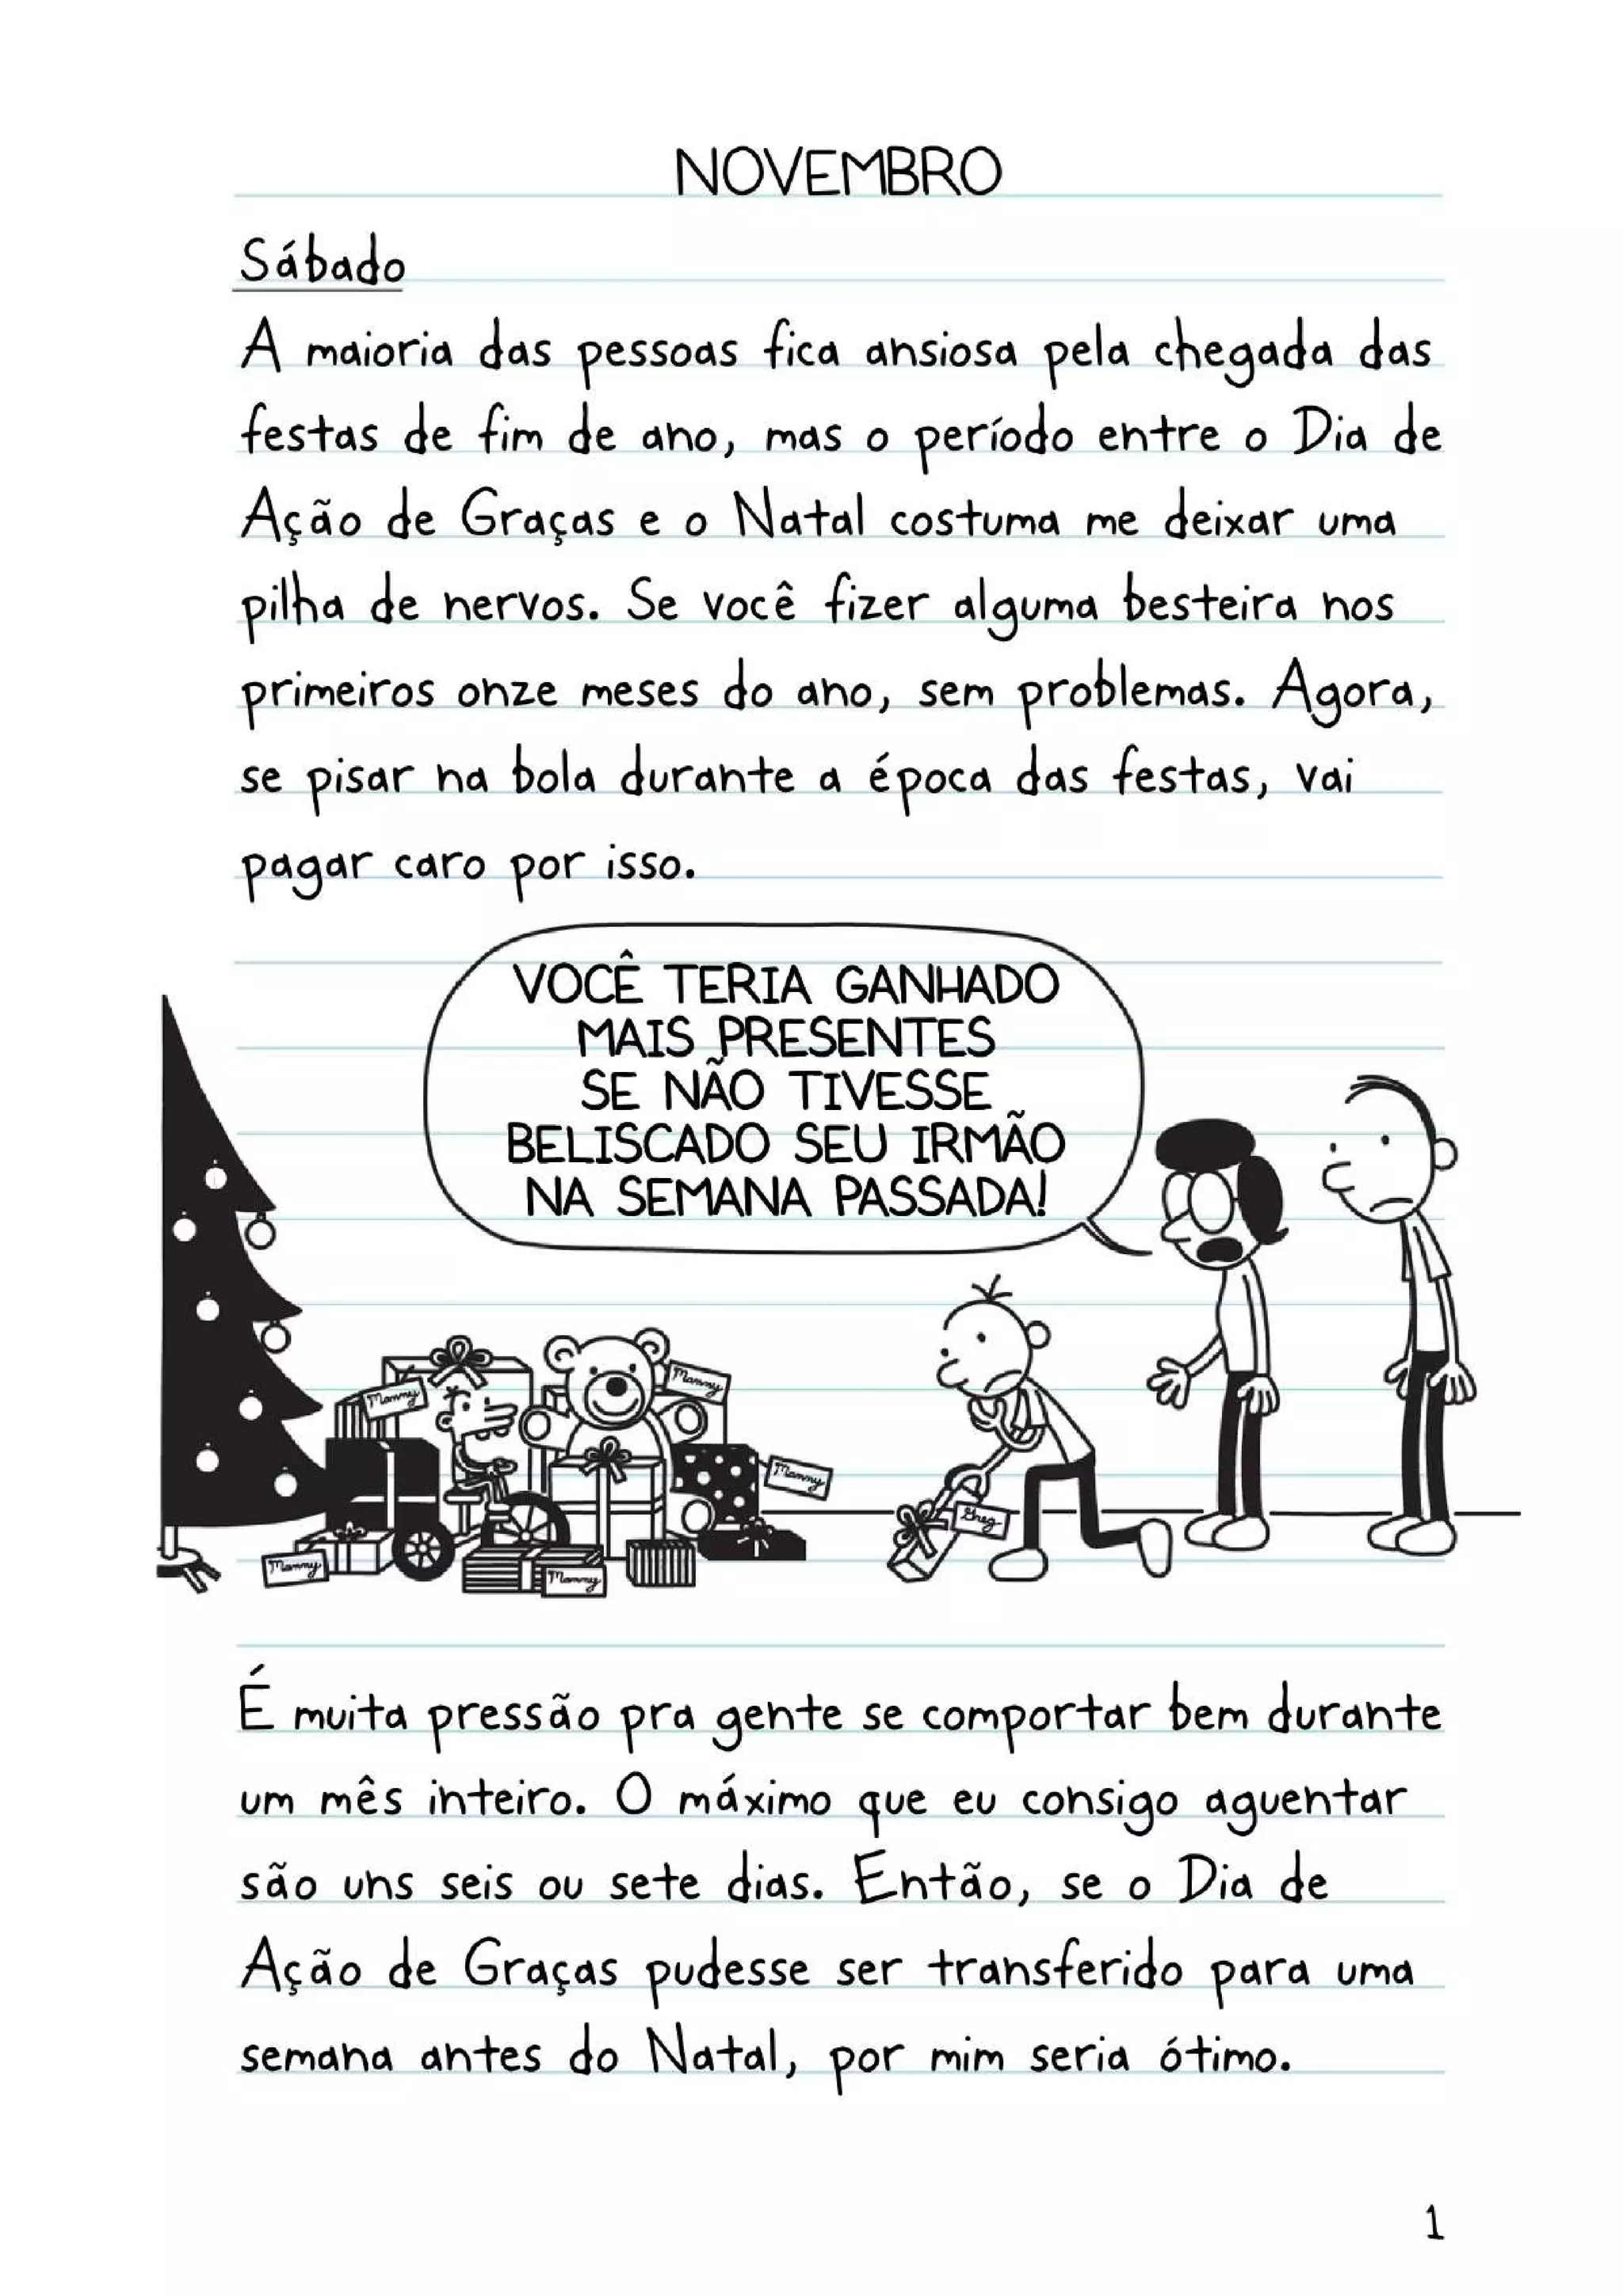 NOVEMBRO
Sábado
A maioria das pessoas fica ansiosa pela chegada das
festas de fim de ano, mas o período entre o Dia de
Ação de Graças e o Natal costuma me deixar uma
pilha de nervos. Se você fizer alguma besteira nos
primeiros onze meses do ano, sem problemas. Agora,
se pisar na bola durante a época das festas, vai
pagar caro por isso.
VOCÊ TERIA GANHADO
MAIS PRESENTES
SE NÃO TIVESSE
BELISCADO SEU IRMÃO
NA SEMANA PASSADA!
Manny
Manny
Manny
Greg
Manny
Manny
É muita pressão pra gente se comportar bem durante
um mês inteiro. O máximo que eu consigo aguentar
são uns seis ou sete dias. Então, se o Dia de
Ação de Graças pudesse ser transferido para uma
semana antes do Natal, por mim seria ótimo.
1